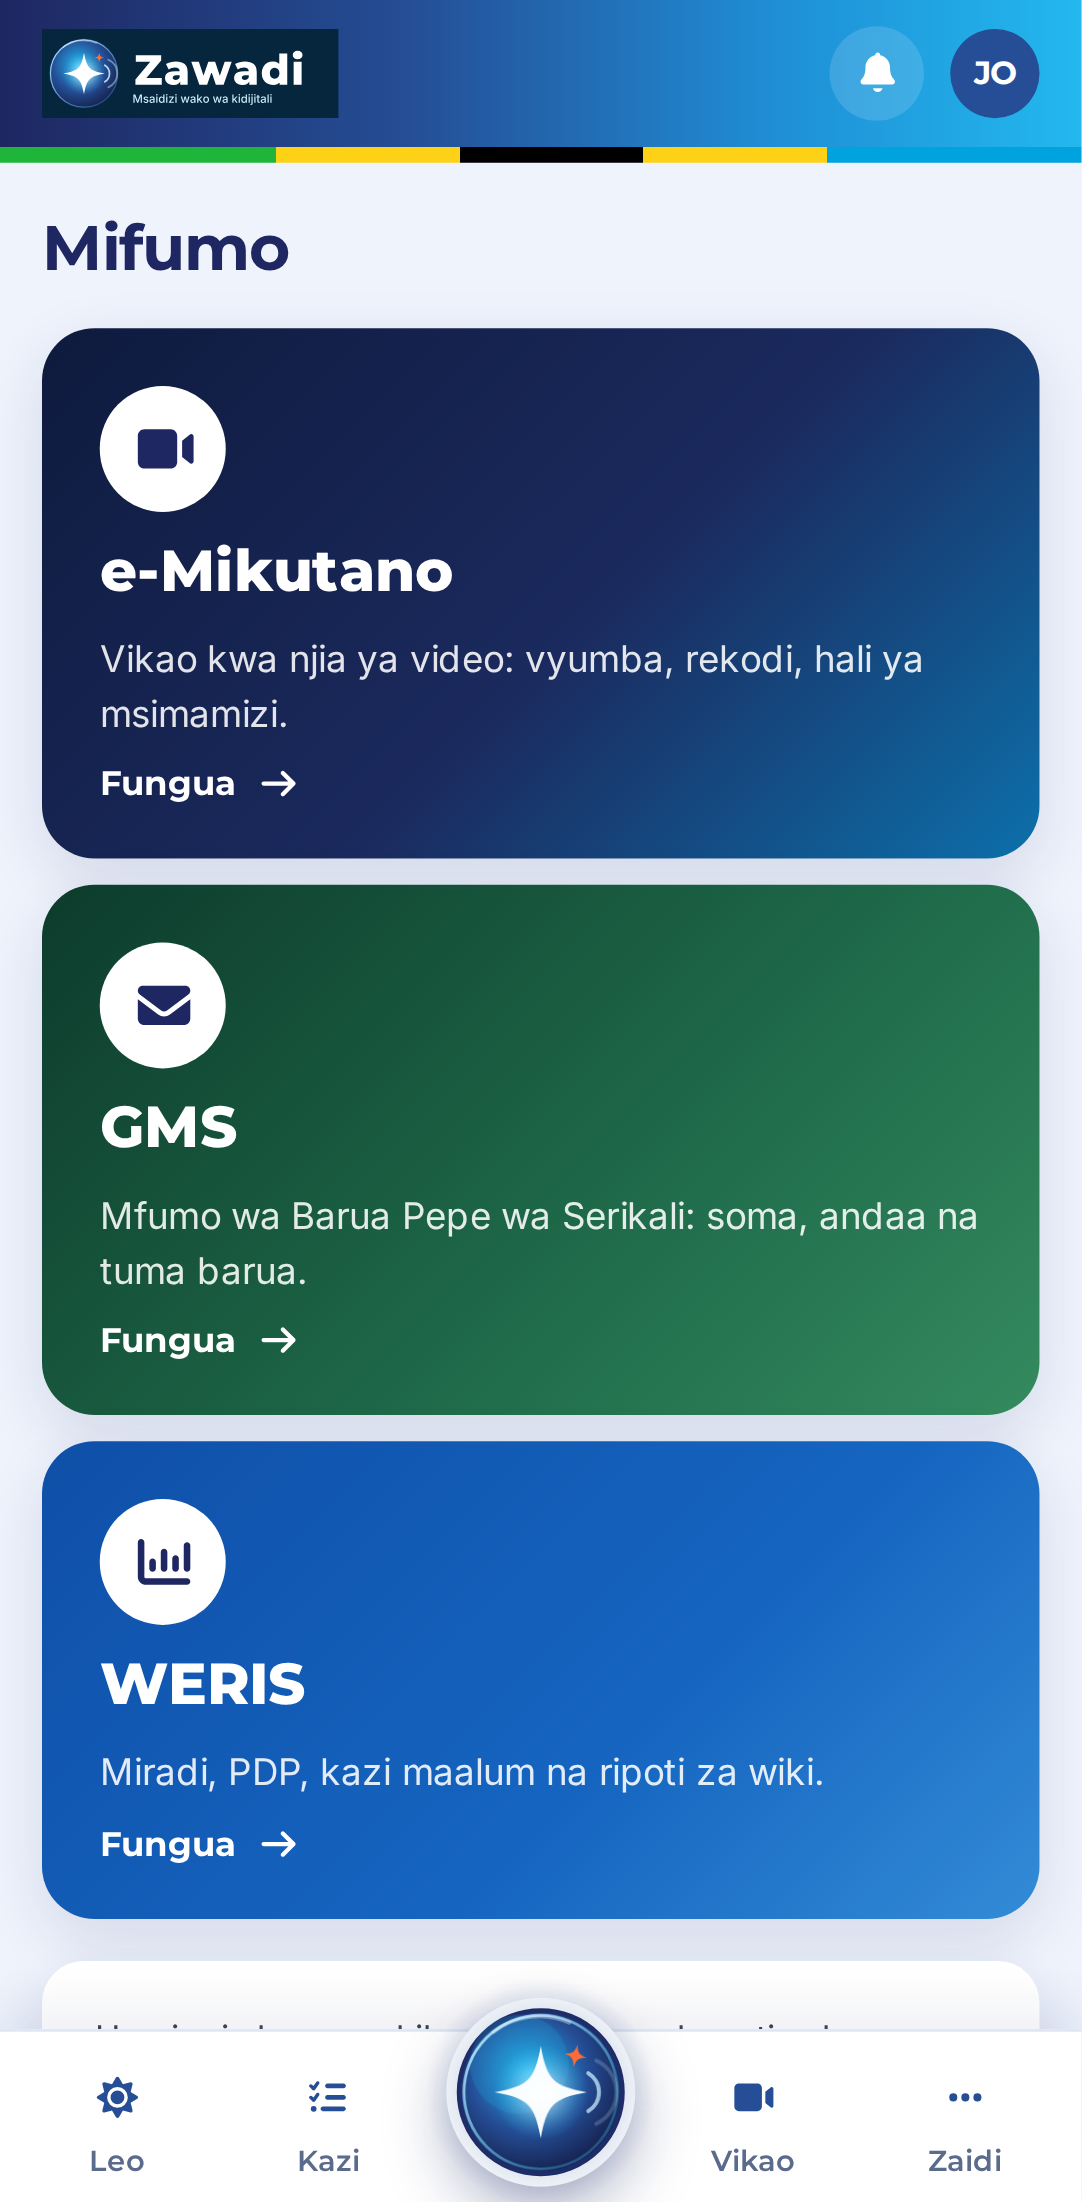 Zawadi
Msaidizi wako wa kidijitali
JO
Mifumo
e-Mikutano
Vikao kwa njia ya video: vyumba, rekodi, hali ya
msimamizi.
Fungua →
GMS
Mfumo wa Barua Pepe wa Serikali: soma, andaa na
tuma barua.
Fungua →
WERIS
Miradi, PDP, kazi maalum na ripoti za wiki.
Fungua →
Leo
Kazi
Vikao
Zaidi